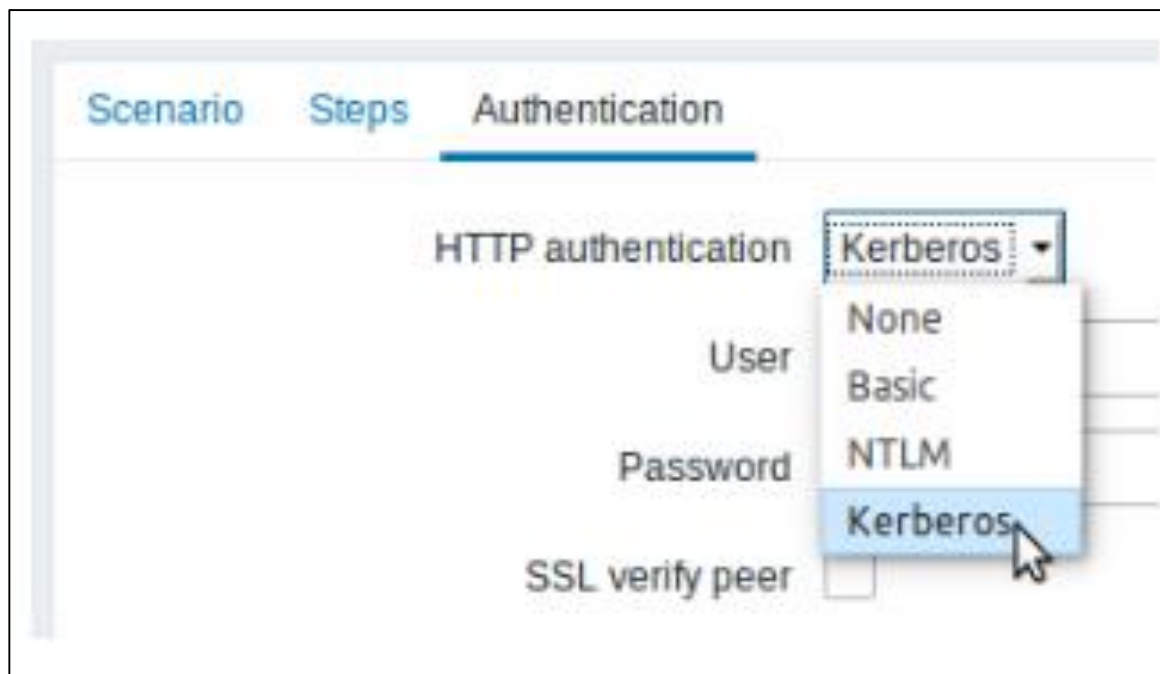 Scenario Steps Authentication
HTTP authentication Kerberos
None
User
Basic
NTLM
Password
Kerberos
SSL verify peer